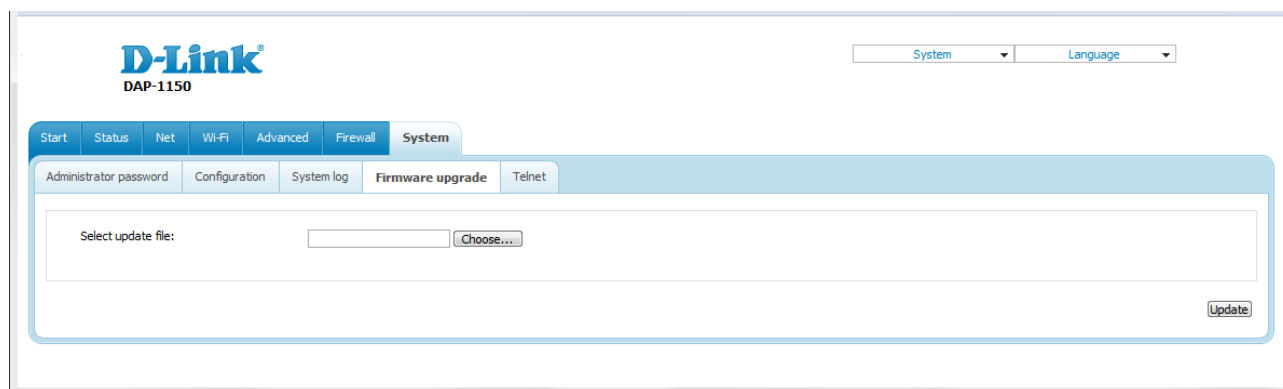 D-Link®
DAP-1150
System Language
Start Status Net Wi-Fi Advanced Firewall System
Administrator password Configuration System log Firmware upgrade Telnet
Select update file: Choose...
Update